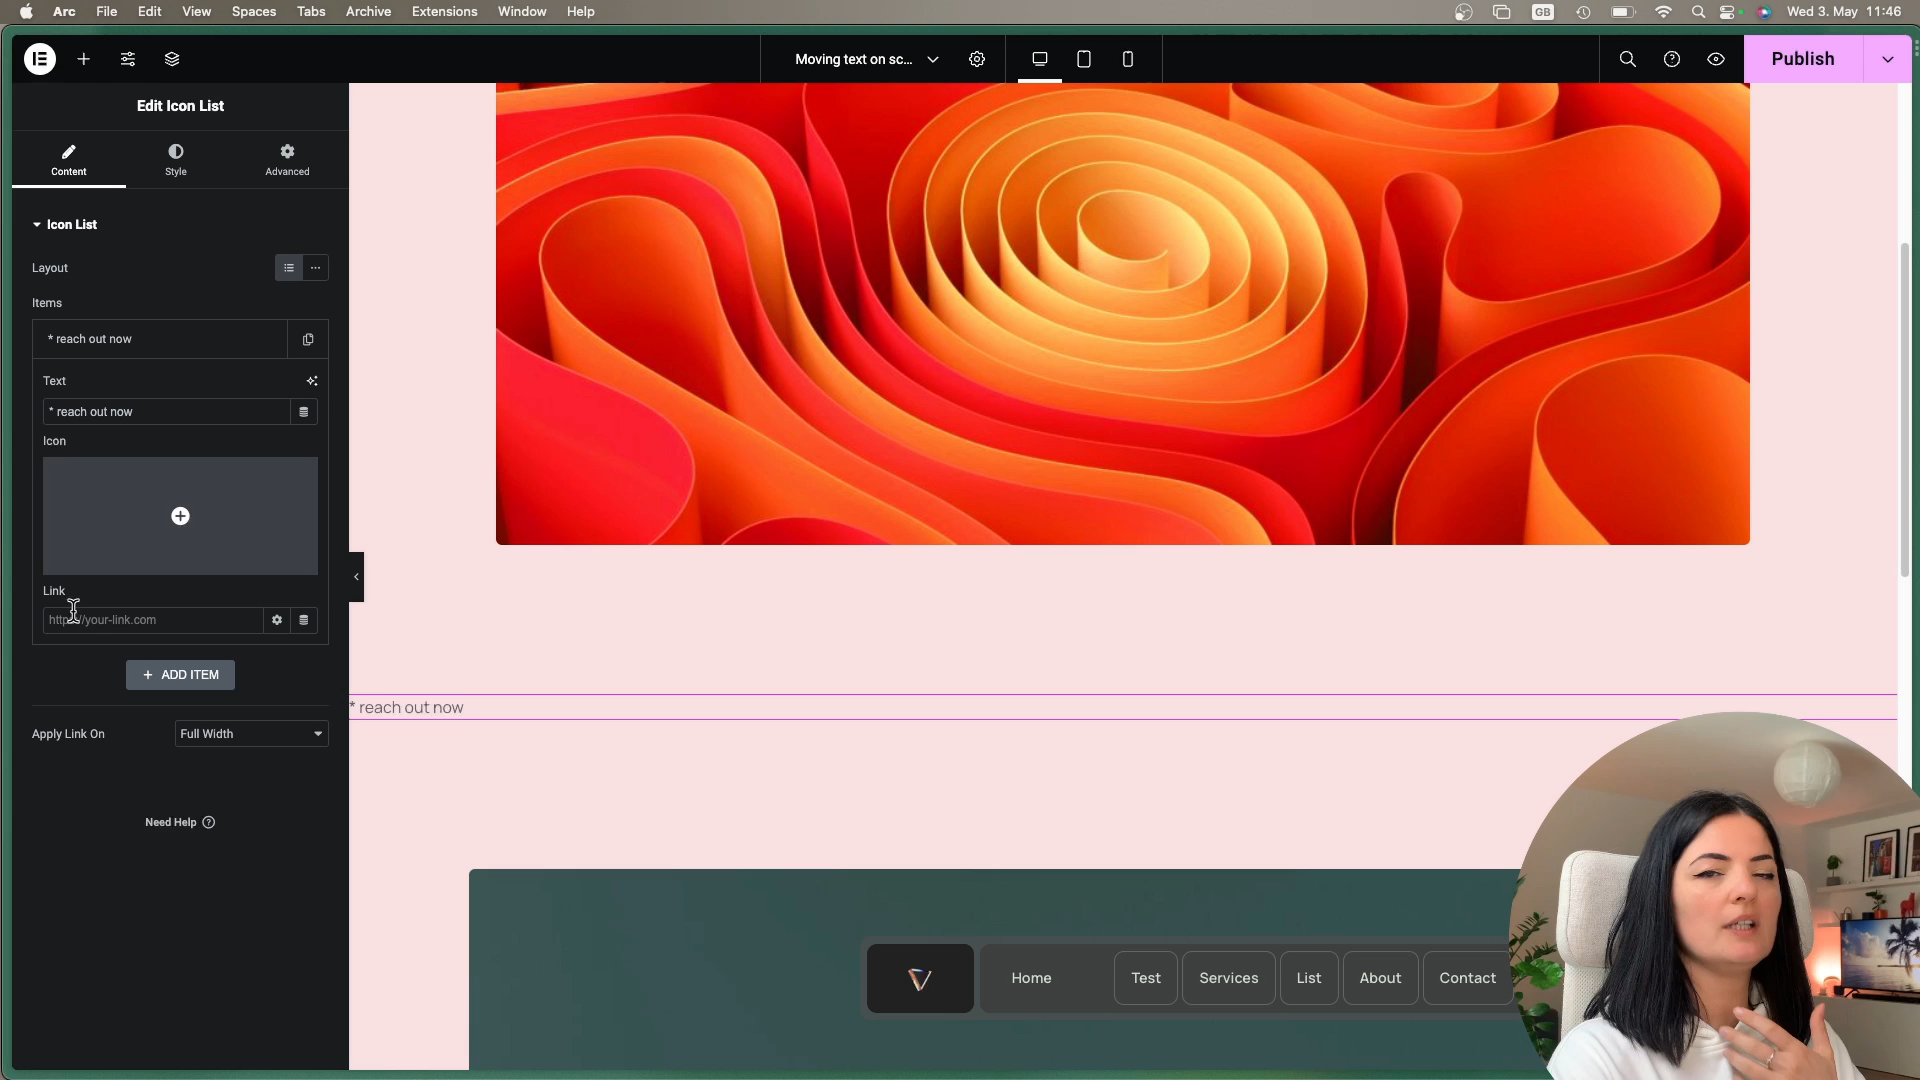 Arc File Edit View Spaces Tabs Archive Extensions Window Help GB Wed 3. May 11:46
Moving text on sc... Publish
Edit Icon List
Content Style Advanced
Icon List
Layout
Items
* reach out now
Text
* reach out now
Icon
Link
http://your-link.com
+ ADD ITEM
Apply Link On Full Width
Need Help ?
* reach out now
Home Test Services List About Contact